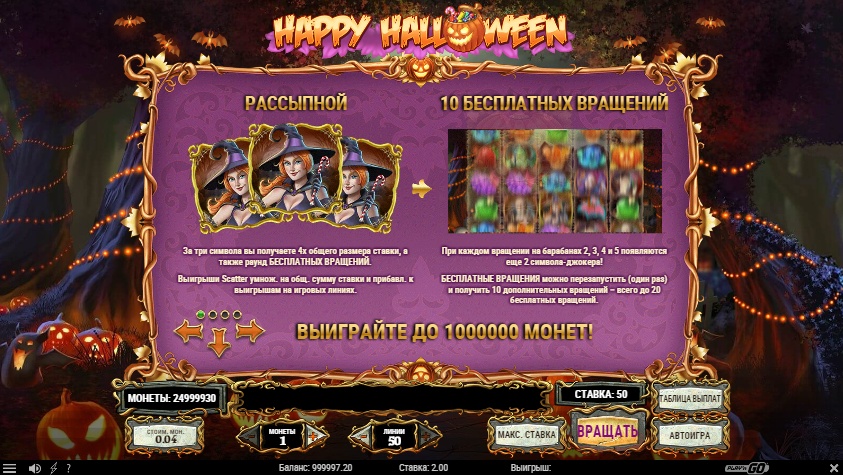 HAPPY HALLOWEEN
РАССЫПНОЙ
10 БЕСПЛАТНЫХ ВРАЩЕНИЙ
За три символа вы получаете 4x общего размера ставки, а
также раунд БЕСПЛАТНЫХ ВРАЩЕНИЙ.
Выигрыши Scatter умнож. на общ. сумму ставки и прибавл. к
выигрышам на игровых линиях.
При каждом вращении на барабанах 2, 3, 4 и 5 появляются
еще 2 символа-джокера!
БЕСПЛАТНЫЕ ВРАЩЕНИЯ можно перезапустить (один раз)
и получить 10 дополнительных вращений – всего до 20
бесплатных вращений.
ВЫИГРАЙТЕ ДО 1000000 МОНЕТ!
МОНЕТЫ: 24999930
СТАВКА: 50
ТАБЛИЦА ВЫПЛАТ
СТОИМ. МОН.
0.04
МОНЕТЫ
1
ЛИНИИ
50
МАКС. СТАВКА
ВРАЩАТЬ
АВТОИГРА
?
Баланс: 999997.20
Ставка: 2.00
Выигрыш:
PLAY'N GO